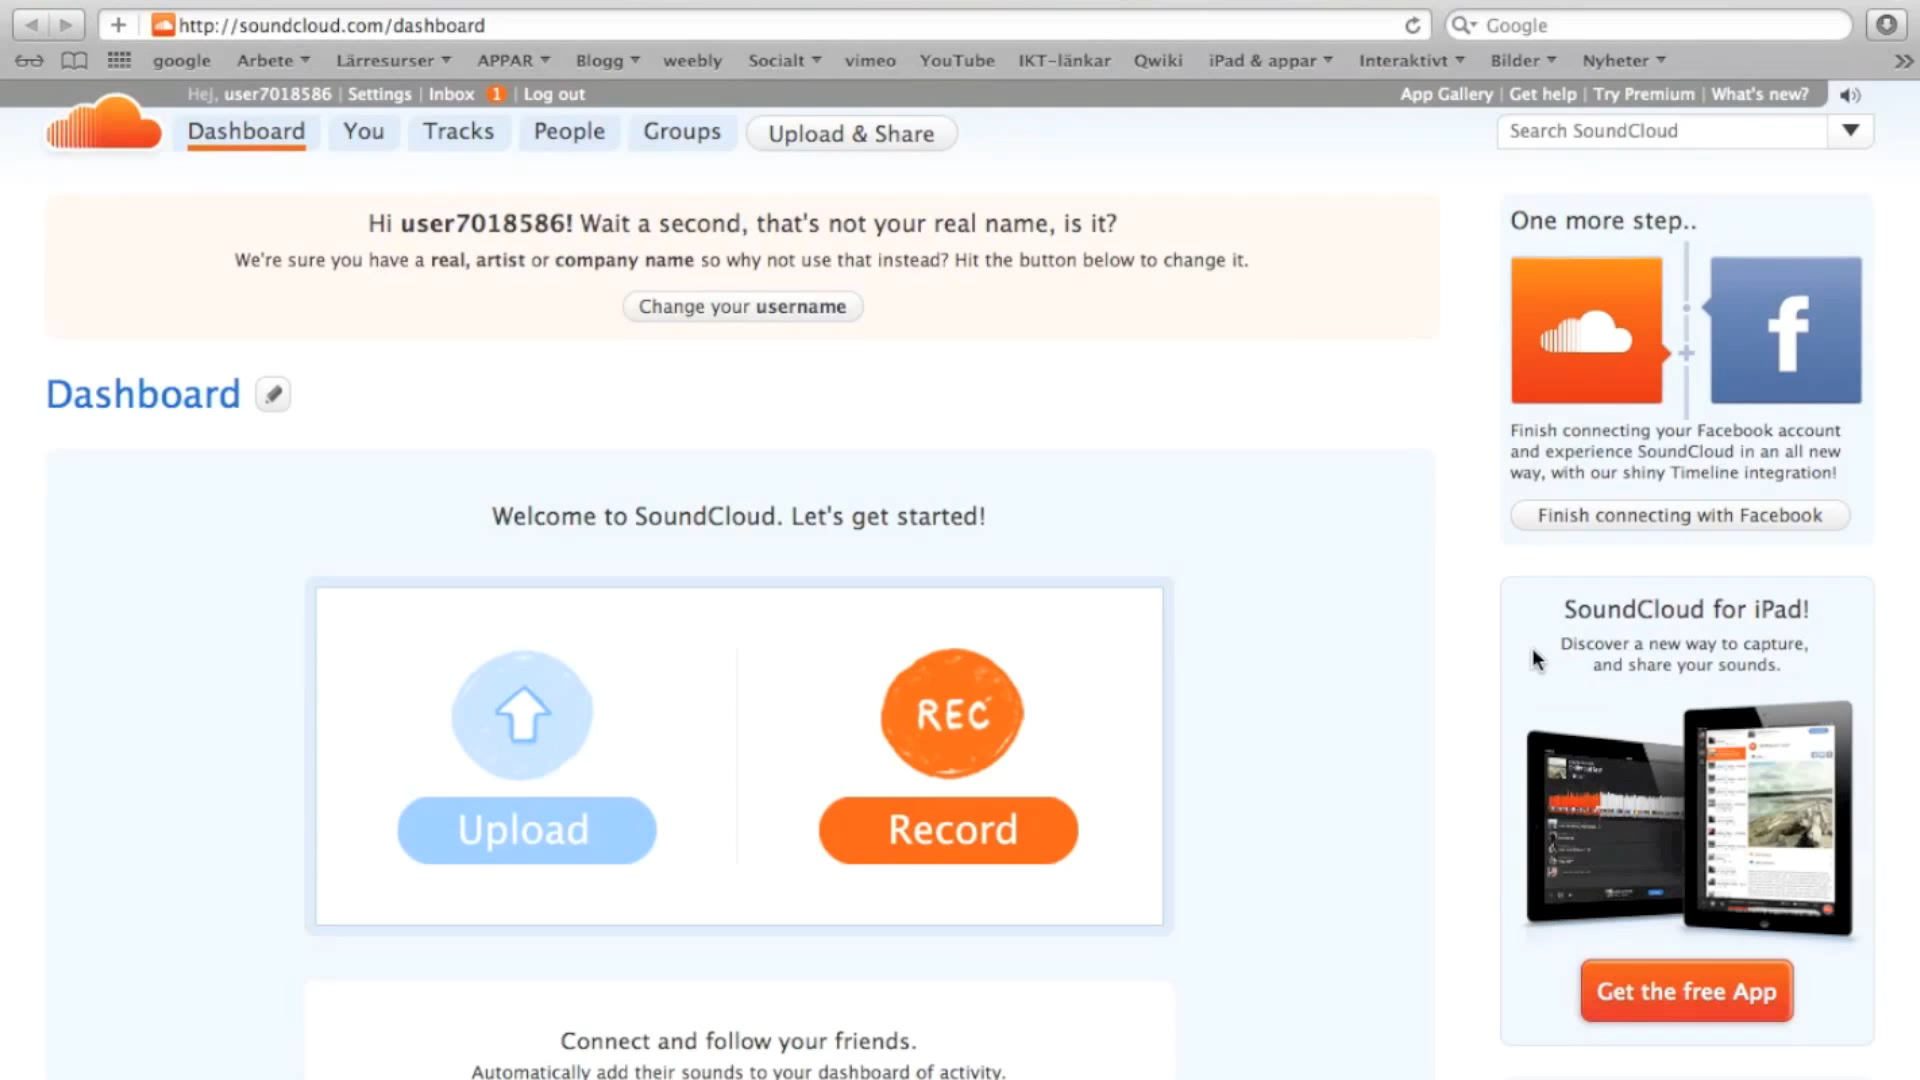 http://soundcloud.com/dashboard
Google
google Arbete Lärresurser APPAR Blogg weebly Socialt vimeo YouTube IKT-länkar Qwiki iPad & appar Interaktivt Bilder Nyheter
Hej, user7018586 | Settings | Inbox 1 | Log out
App Gallery | Get help | Try Premium | What's new?
Dashboard You Tracks People Groups Upload & Share
Search SoundCloud
Hi user7018586! Wait a second, that's not your real name, is it?
We're sure you have a real, artist or company name so why not use that instead? Hit the button below to change it.
Change your username
Dashboard
Welcome to SoundCloud. Let's get started!
REC
Upload
Record
Connect and follow your friends.
Automatically add their sounds to your dashboard of activity.
One more step..
f
Finish connecting your Facebook account
and experience SoundCloud in an all new
way, with our shiny Timeline integration!
Finish connecting with Facebook
SoundCloud for iPad!
Discover a new way to capture,
and share your sounds.
Get the free App